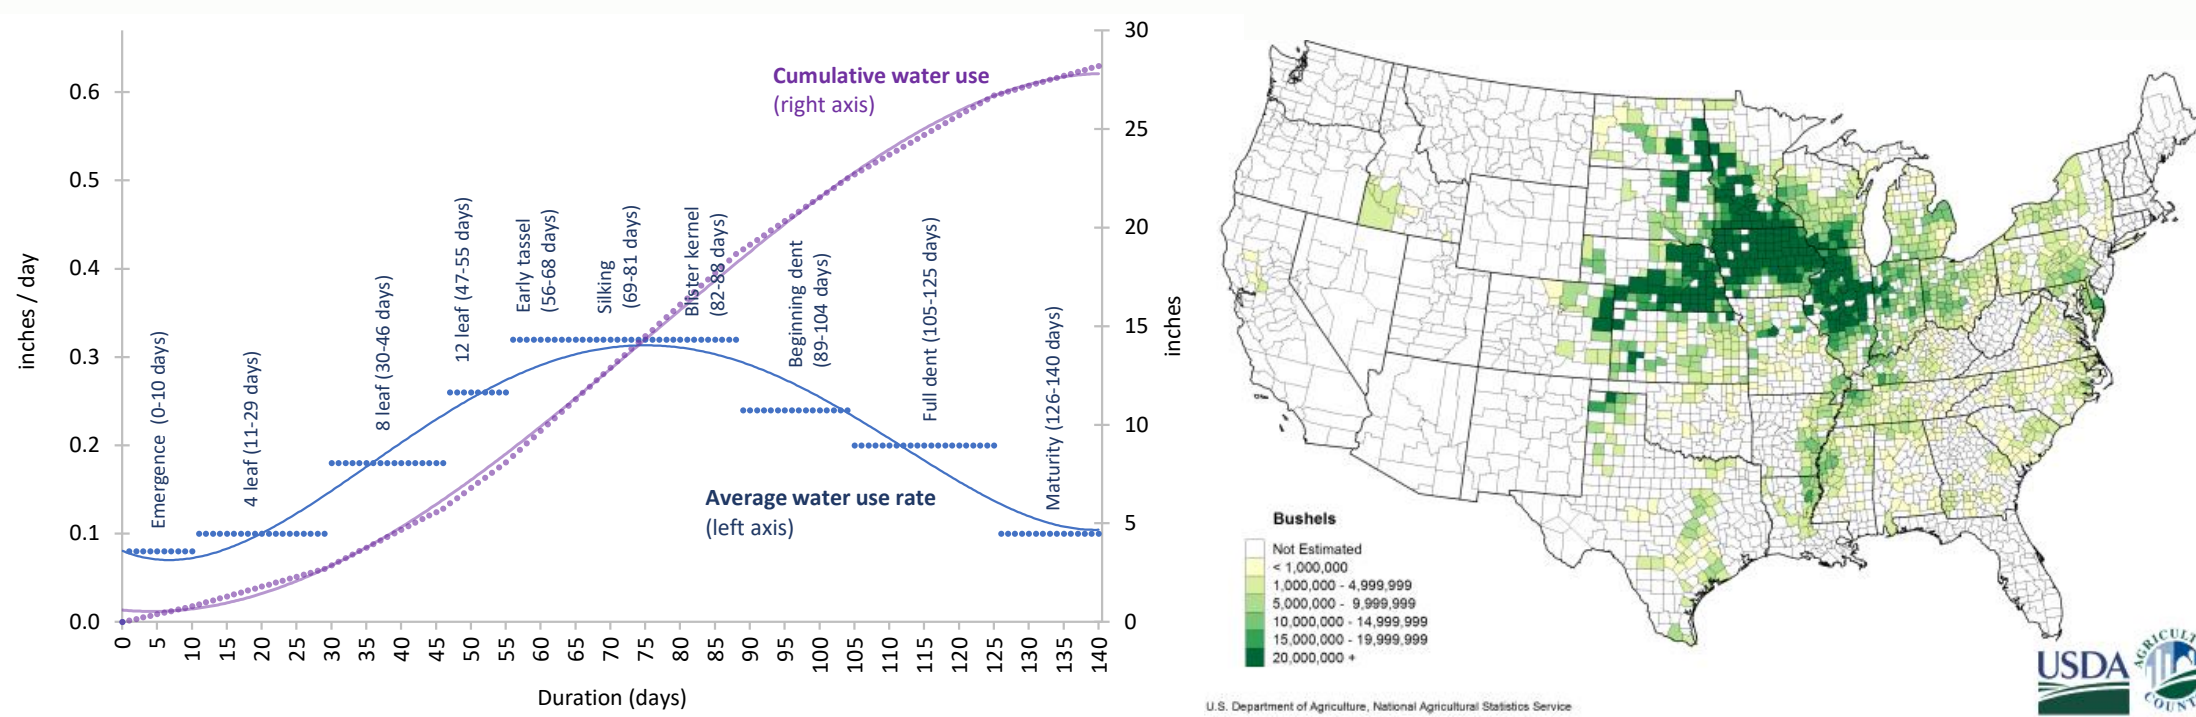 Cumulative water use
(right axis)
Average water use rate
(left axis)
inches / day
0.6
0.5
0.4
0.3
0.2
0.1
0.0
Emergence (0-10 days)
4 leaf (11-29 days)
8 leaf (30-46 days)
12 leaf (47-55 days)
Early tassel
(56-68 days)
Silking
(69-81 days)
Blister kernel
(82-88 days)
Beginning dent
(89-104 days)
Full dent (105-125 days)
Maturity (126-140 days)
30
25
20
15
10
5
0
inches
0 5 10 15 20 25 30 35 40 45 50 55 60 65 70 75 80 85 90 95 100 105 110 115 120 125 130 135 140
Duration (days)
Bushels
Not Estimated
< 1,000,000
1,000,000 - 4,999,999
5,000,000 - 9,999,999
10,000,000 - 14,999,999
15,000,000 - 19,999,999
20,000,000 +
U.S. Department of Agriculture, National Agricultural Statistics Service
USDA